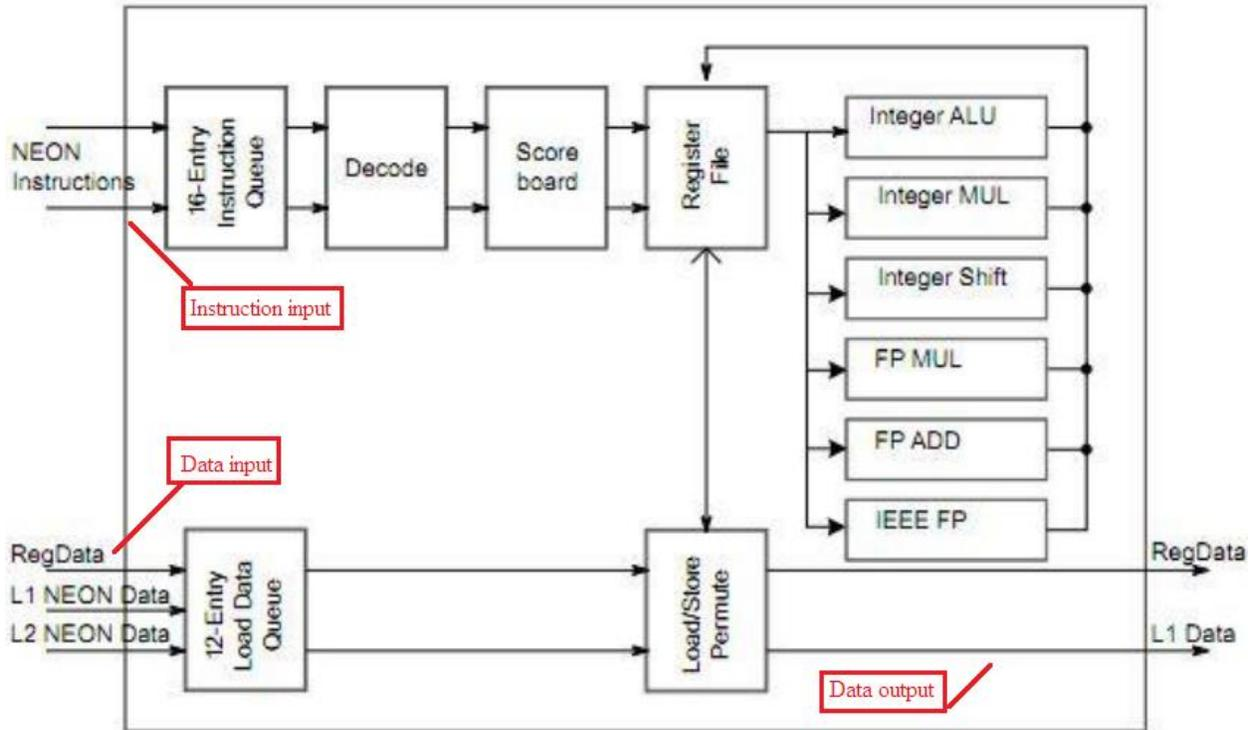 NEON
Instructions
16-Entry
Instruction
Queue
Decode
Score
board
Register
File
Integer ALU
Integer MUL
Integer Shift
FP MUL
FP ADD
IEEE FP
Instruction input
Data input
RegData
L1 NEON Data
L2 NEON Data
12-Entry
Load Data
Queue
Load/Store
Permute
RegData
L1 Data
Data output